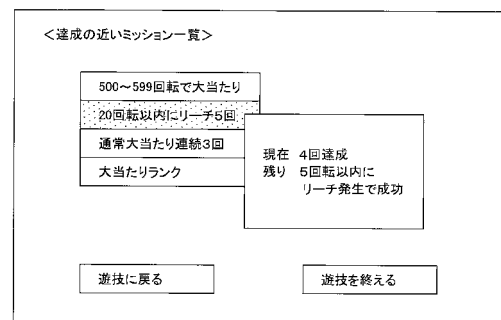 ＜達成の近いミッション一覧＞
500～599回転で大当たり
20回転以内にリーチ5回
通常大当たり連続3回
大当たりランク
現在 4回達成
残り 5回転以内に
リーチ発生で成功
遊技に戻る
遊技を終える